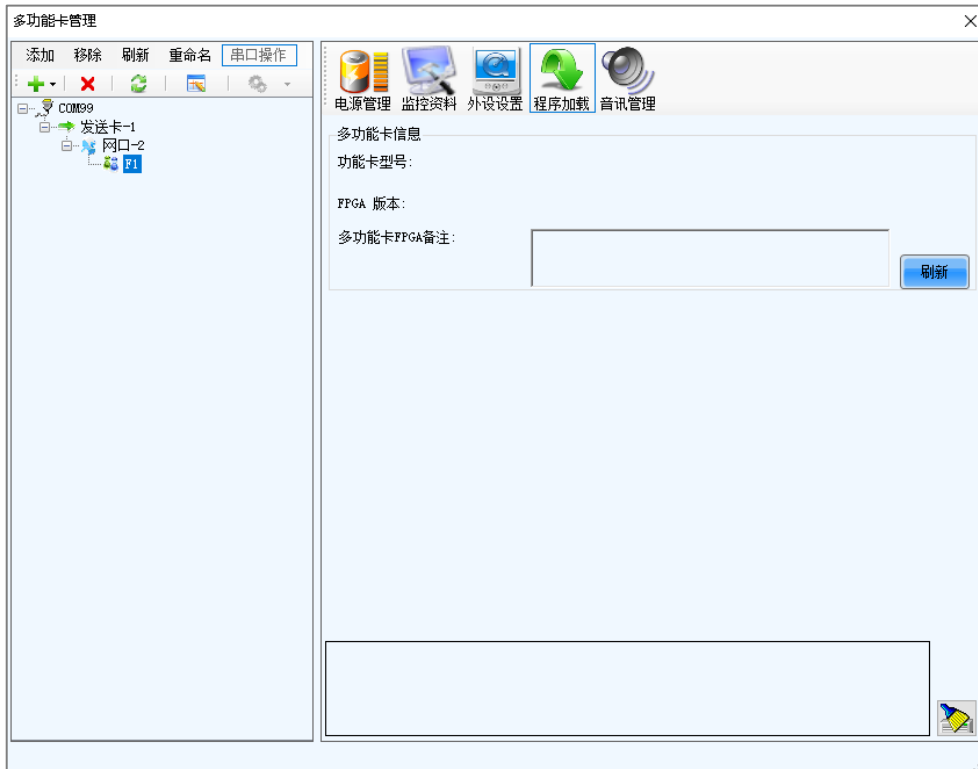 多功能卡管理
添加 移除 刷新 重命名 串口操作
COM99
发送卡-1
网口-2
F1
电源管理 监控资料 外设设置 程序加载 音讯管理
多功能卡信息
功能卡型号:
FPGA 版本:
多功能卡FPGA备注:
刷新